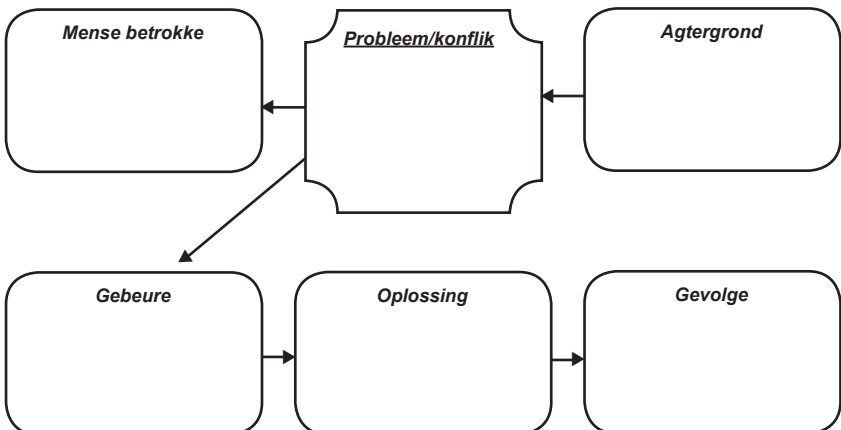 Mense betrokke
Probleem/konflik
Agtergrond
Gebeure
Oplossing
Gevolge